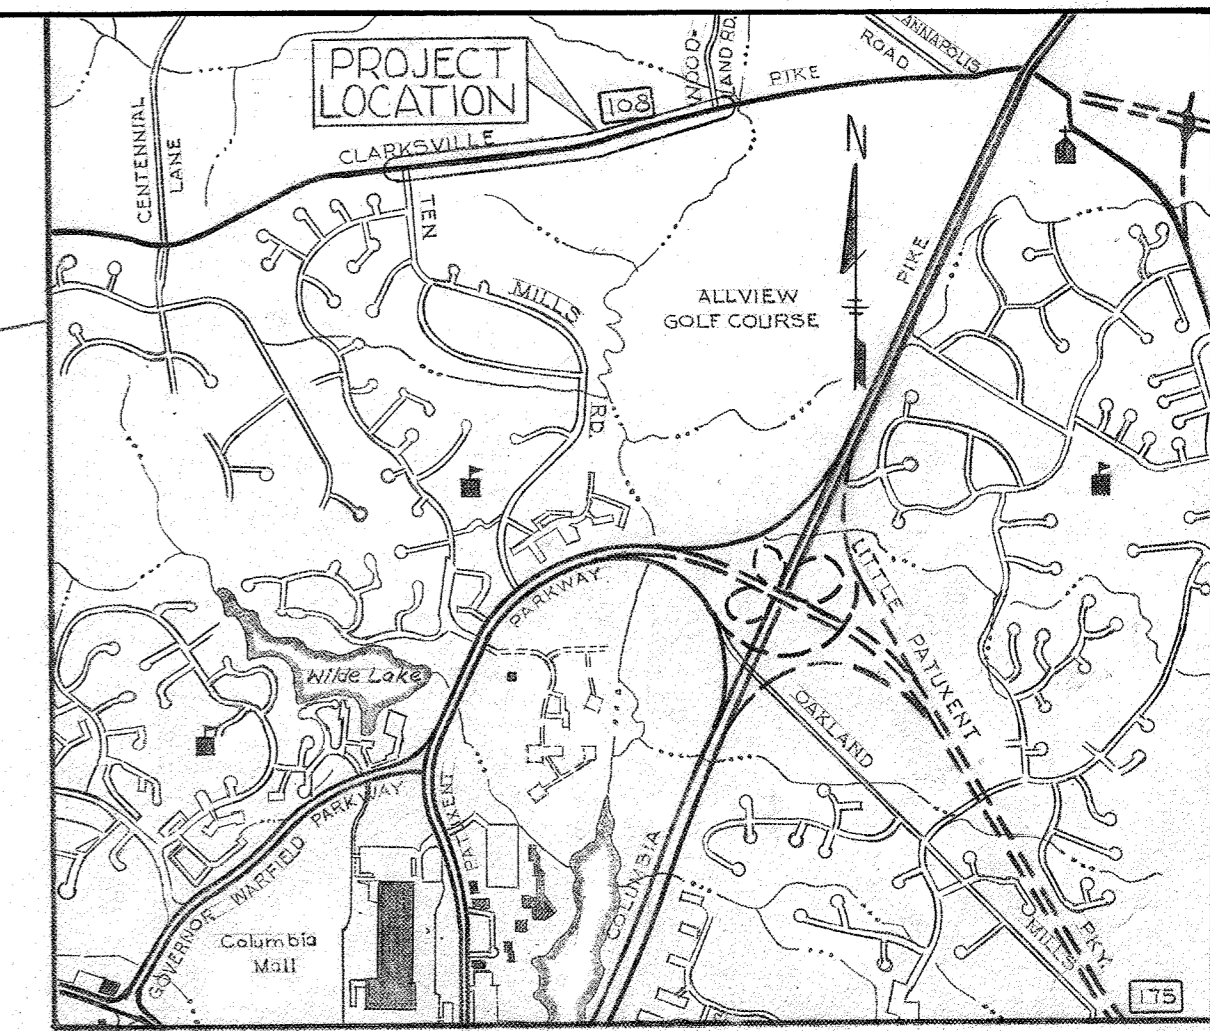 PROJECT
LOCATION
108
WOOD-
LAND RD.
ANNAPOLIS
ROAD
PIKE
CLARKSVILLE
CENTENNIAL
LANE
N
TEN
MILLS
RD.
PIKE
ALLVIEW
GOLF COURSE
PARKWAY
LITTLE
PATUXENT
PKY.
Wilde Lake
OAKLAND
MILLS
GOVERNOR WARFIELD PARKWAY
PATUXENT
COLUMBIA
Columbia
Mall
175